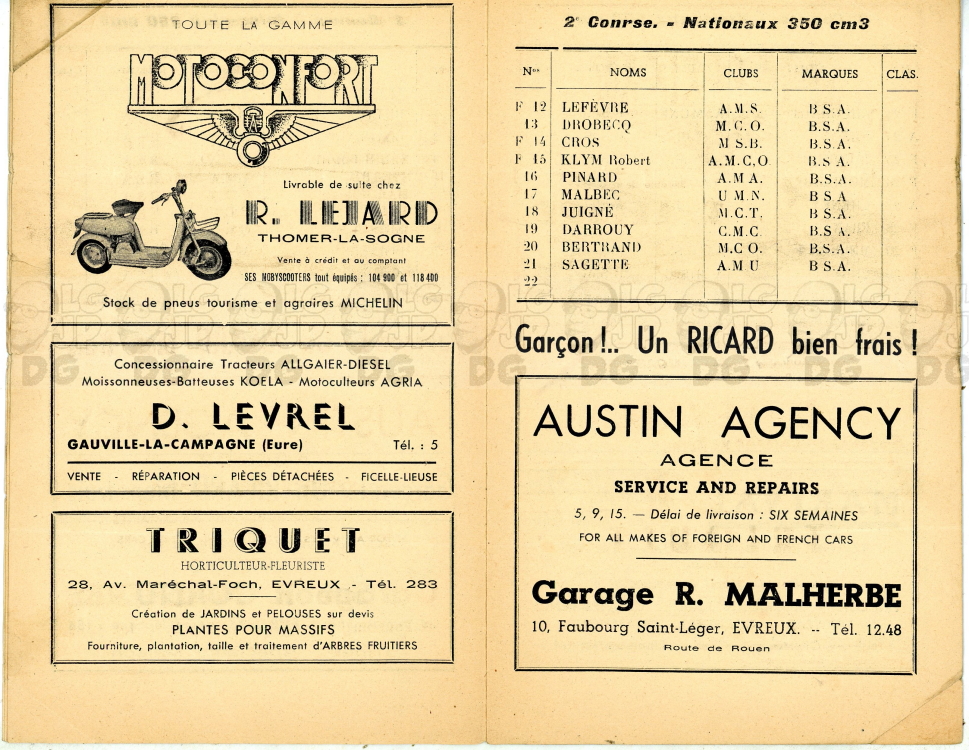 TOUTE LA GAMME
MOTOCONFORT
Livrable de suite chez
R. LEJARD
THOMER-LA-SOGNE
Vente à crédit et au comptant
SES MOBYSCOOTERS tout équipés : 104 900 et 118 400
Stock de pneus tourisme et agraires MICHELIN
Concessionnaire Tracteurs ALLGAIER-DIESEL
Moissonneuses-Batteuses KOELA - Motoculteurs AGRIA
D. LEVREL
GAUVILLE-LA-CAMPAGNE (Eure) Tél. : 5
VENTE - RÉPARATION - PIÈCES DÉTACHÉES - FICELLE-LIEUSE
TRIQUET
HORTICULTEUR-FLEURISTE
28, Av. Maréchal-Foch, EVREUX - Tél. 283
Création de JARDINS et PELOUSES sur devis
PLANTES POUR MASSIFS
Fourniture, plantation, taille et traitement d'ARBRES FRUITIERS
2e Course. - Nationaux 350 cm3
Nos NOMS CLUBS MARQUES CLAS.
F 12 LEFÈVRE A.M.S. B S.A.
13 DROBECQ M.C.O. B.S.A.
F 14 CROS M S.B. B.S.A.
F 15 KLYM Robert A.M.C.O B.S A.
16 PINARD A.M A. B S.A.
17 MALBEC U M.N. B S A
18 JUIGNÉ M.C.T. B S.A.
19 DARROUY C.M.C. B.S A.
20 BERTRAND M.C O. B.S.A.
21 SAGETTE A.M U B S.A.
22
Garçon !.. Un RICARD bien frais !
AUSTIN AGENCY
AGENCE
SERVICE AND REPAIRS
5, 9, 15. — Délai de livraison : SIX SEMAINES
FOR ALL MAKES OF FOREIGN AND FRENCH CARS
Garage R. MALHERBE
10, Faubourg Saint-Léger, EVREUX. -- Tél. 12.48
Route de Rouen